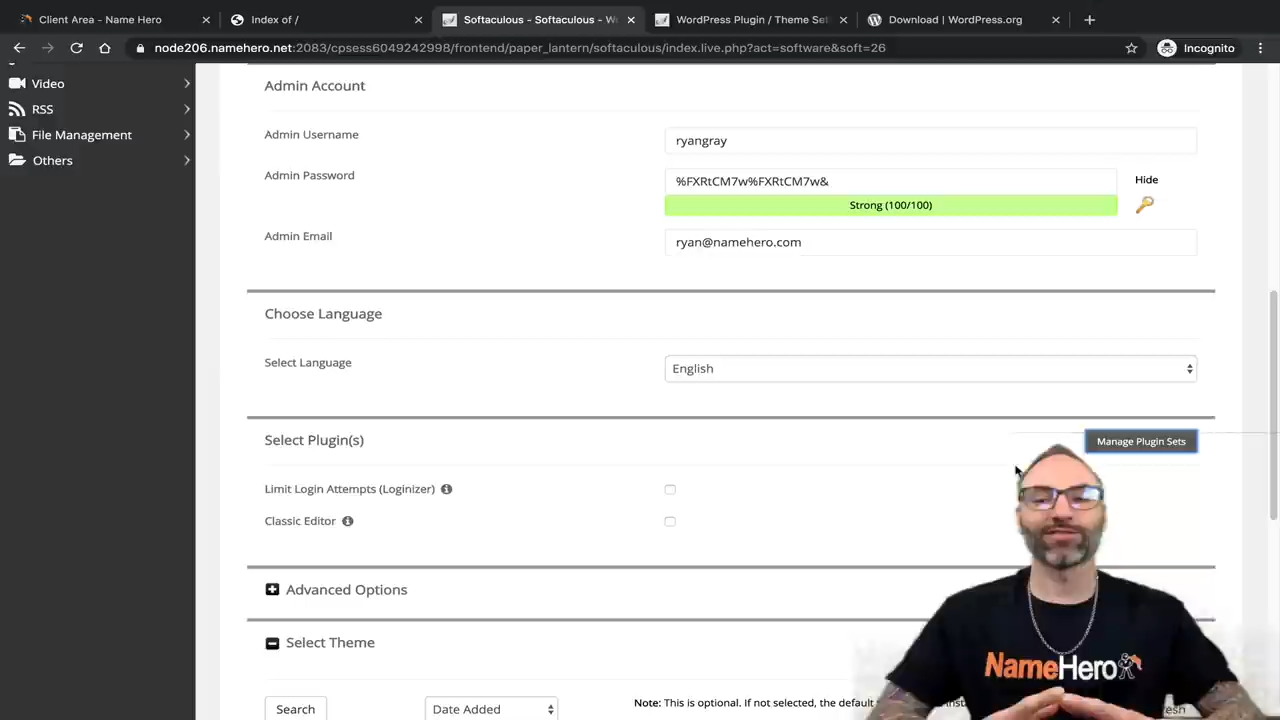 Client Area - Name Hero
Index of /
Softaculous - Softaculous - W
WordPress Plugin / Theme Set
Download | WordPress.org
node206.namehero.net:2083/cpsess6049242998/frontend/paper_lantern/softaculous/index.live.php?act=software&soft=26
Incognito
Video
RSS
File Management
Others
Admin Account
Admin Username
ryangray
Admin Password
%FXRtCM7w%FXRtCM7w&
Hide
Strong (100/100)
Admin Email
ryan@namehero.com
Choose Language
Select Language
English
Select Plugin(s)
Manage Plugin Sets
Limit Login Attempts (Loginizer)
Classic Editor
Advanced Options
Select Theme
Search
Date Added
Note: This is optional. If not selected, the default
NameHero